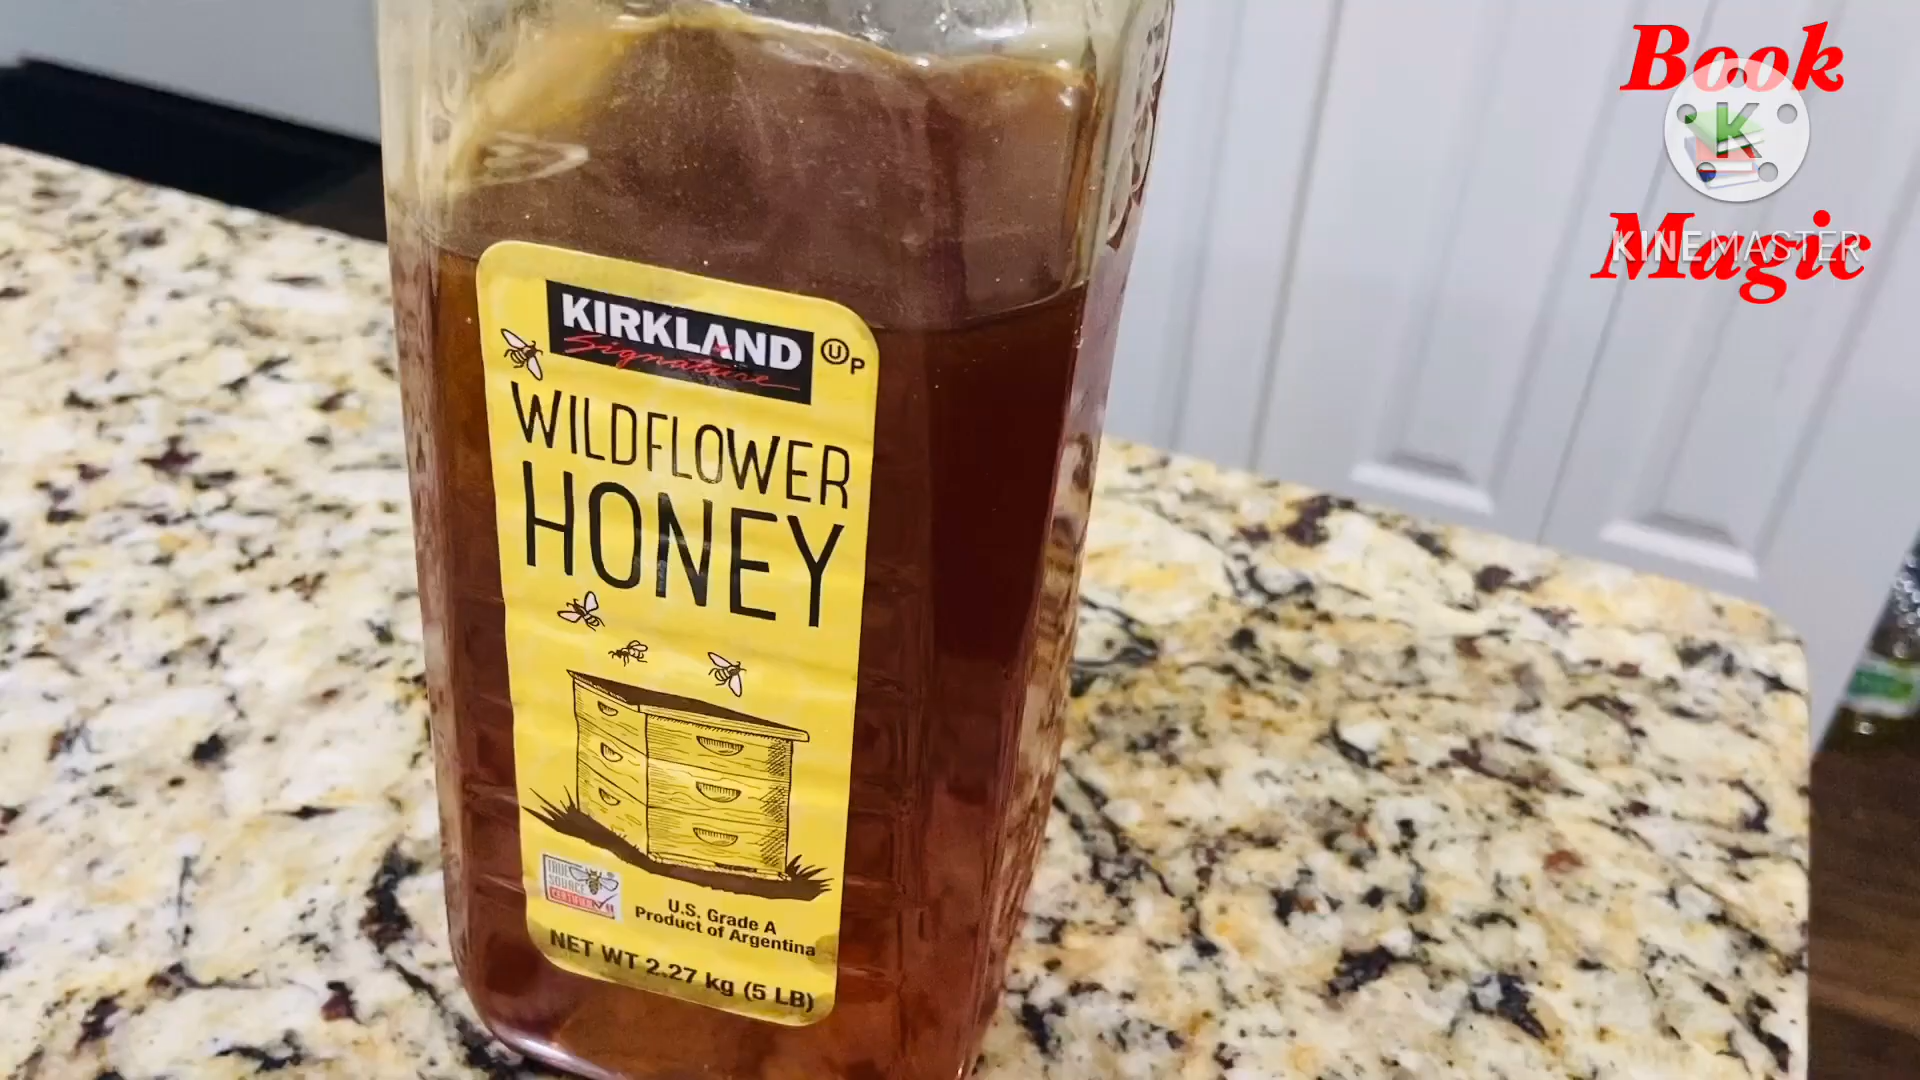 Book
Magic
KINEMASTER
K
KIRKLAND
Signature
U P
WILDFLOWER
HONEY
TRUE
SOURCE
CERTIFIED
U.S. Grade A
Product of Argentina
NET WT 2.27 kg (5 LB)